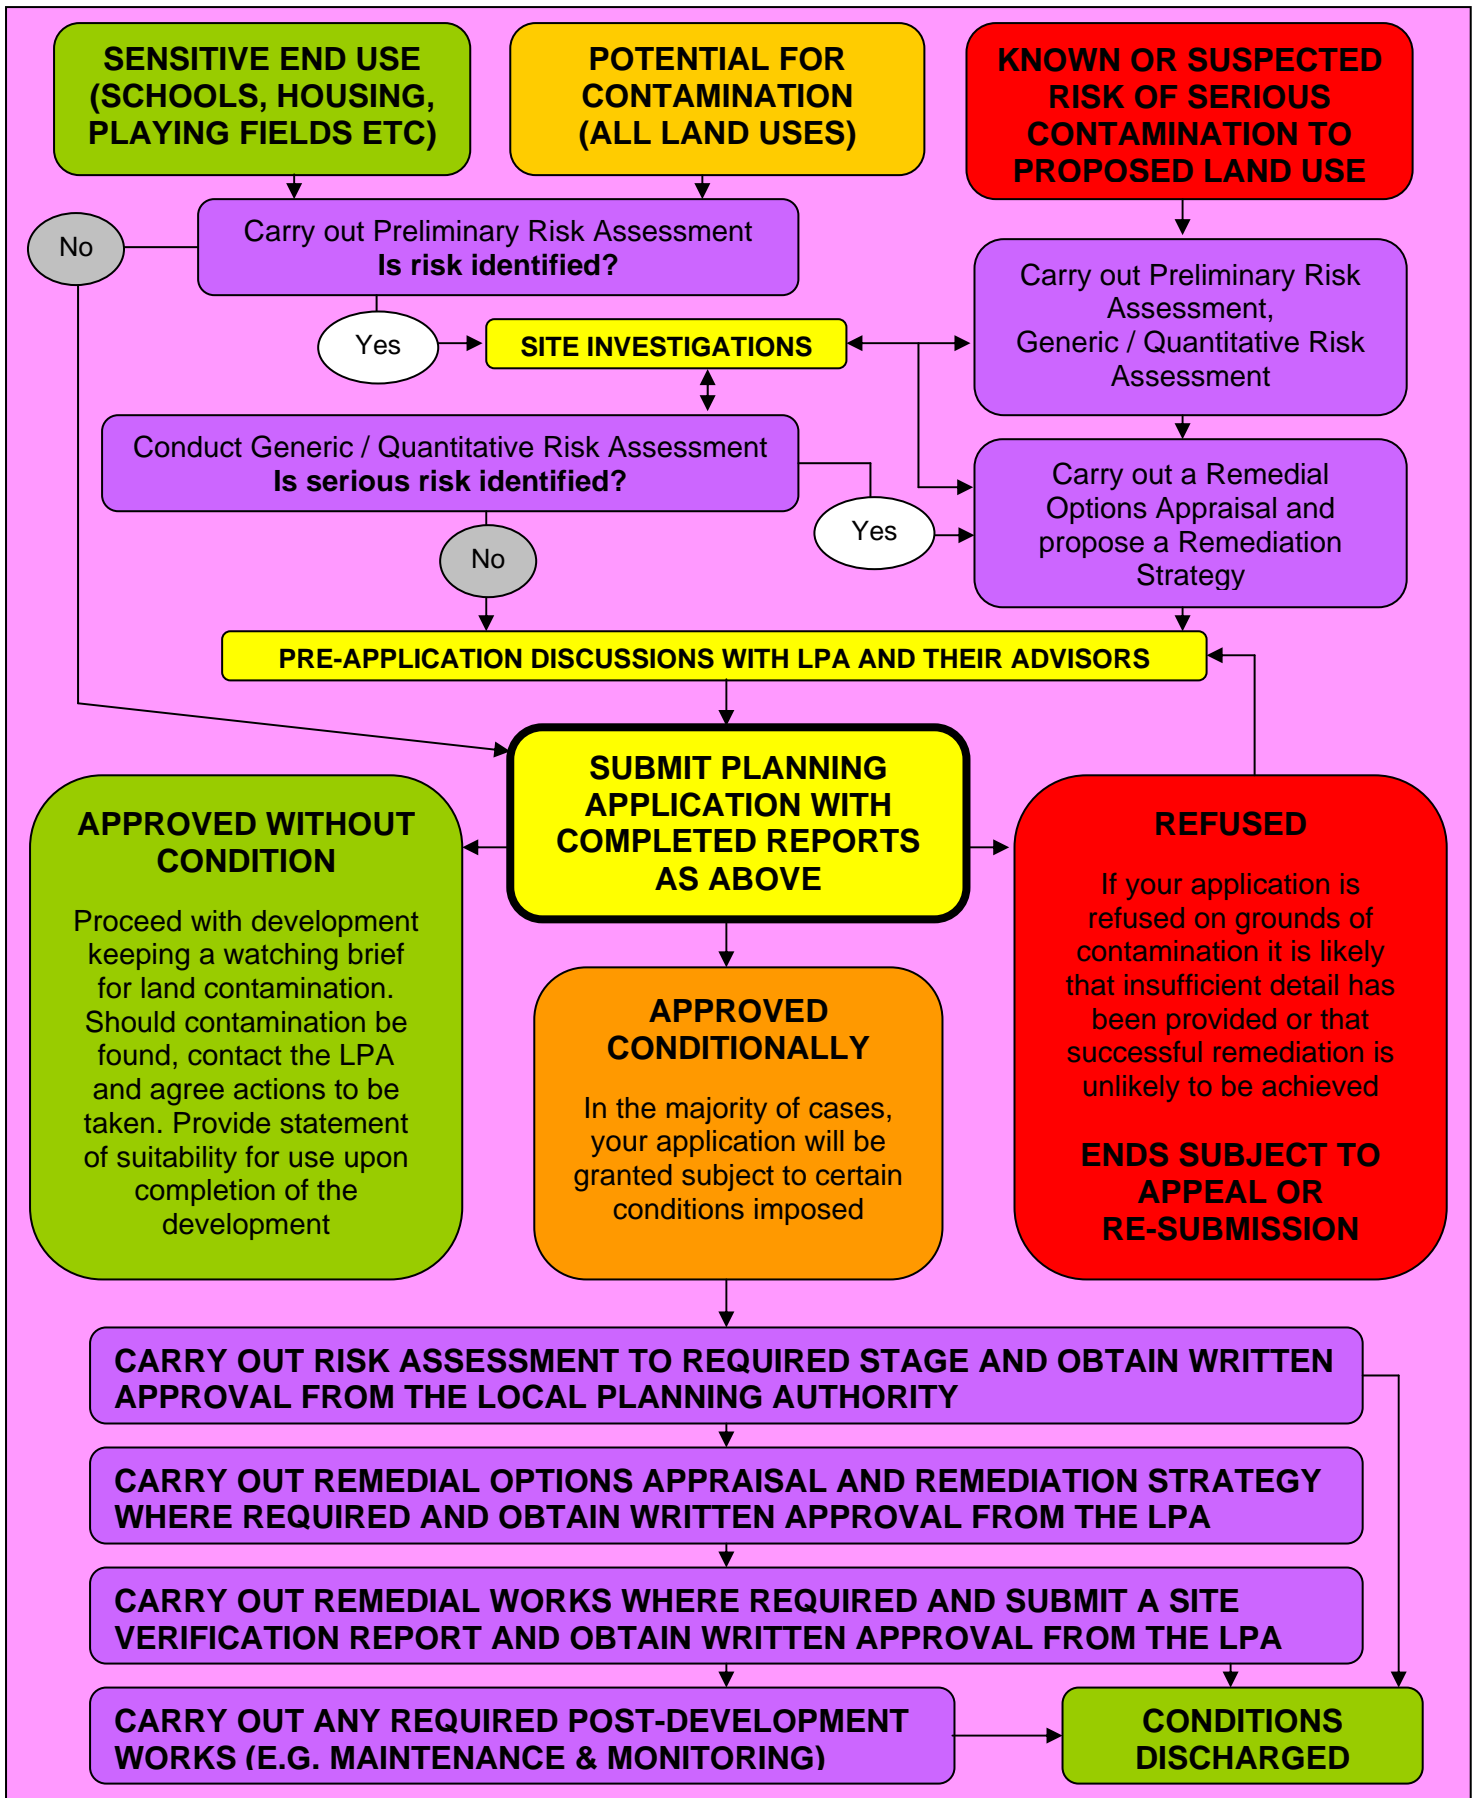 SENSITIVE END USE
(SCHOOLS, HOUSING,
PLAYING FIELDS ETC)
POTENTIAL FOR
CONTAMINATION
(ALL LAND USES)
KNOWN OR SUSPECTED
RISK OF SERIOUS
CONTAMINATION TO
PROPOSED LAND USE
No
Carry out Preliminary Risk Assessment
Is risk identified?
Carry out Preliminary Risk
Assessment,
Generic / Quantitative Risk
Assessment
Yes
SITE INVESTIGATIONS
Conduct Generic / Quantitative Risk Assessment
Is serious risk identified?
Yes
Carry out a Remedial
Options Appraisal and
propose a Remediation
Strategy
No
PRE-APPLICATION DISCUSSIONS WITH LPA AND THEIR ADVISORS
SUBMIT PLANNING
APPLICATION WITH
COMPLETED REPORTS
AS ABOVE
APPROVED WITHOUT
CONDITION
Proceed with development
keeping a watching brief
for land contamination.
Should contamination be
found, contact the LPA
and agree actions to be
taken. Provide statement
of suitability for use upon
completion of the
development
APPROVED
CONDITIONALLY
In the majority of cases,
your application will be
granted subject to certain
conditions imposed
REFUSED
If your application is
refused on grounds of
contamination it is likely
that insufficient detail has
been provided or that
successful remediation is
unlikely to be achieved
ENDS SUBJECT TO
APPEAL OR
RE-SUBMISSION
CARRY OUT RISK ASSESSMENT TO REQUIRED STAGE AND OBTAIN WRITTEN
APPROVAL FROM THE LOCAL PLANNING AUTHORITY
CARRY OUT REMEDIAL OPTIONS APPRAISAL AND REMEDIATION STRATEGY
WHERE REQUIRED AND OBTAIN WRITTEN APPROVAL FROM THE LPA
CARRY OUT REMEDIAL WORKS WHERE REQUIRED AND SUBMIT A SITE
VERIFICATION REPORT AND OBTAIN WRITTEN APPROVAL FROM THE LPA
CARRY OUT ANY REQUIRED POST-DEVELOPMENT
WORKS (E.G. MAINTENANCE & MONITORING)
CONDITIONS
DISCHARGED